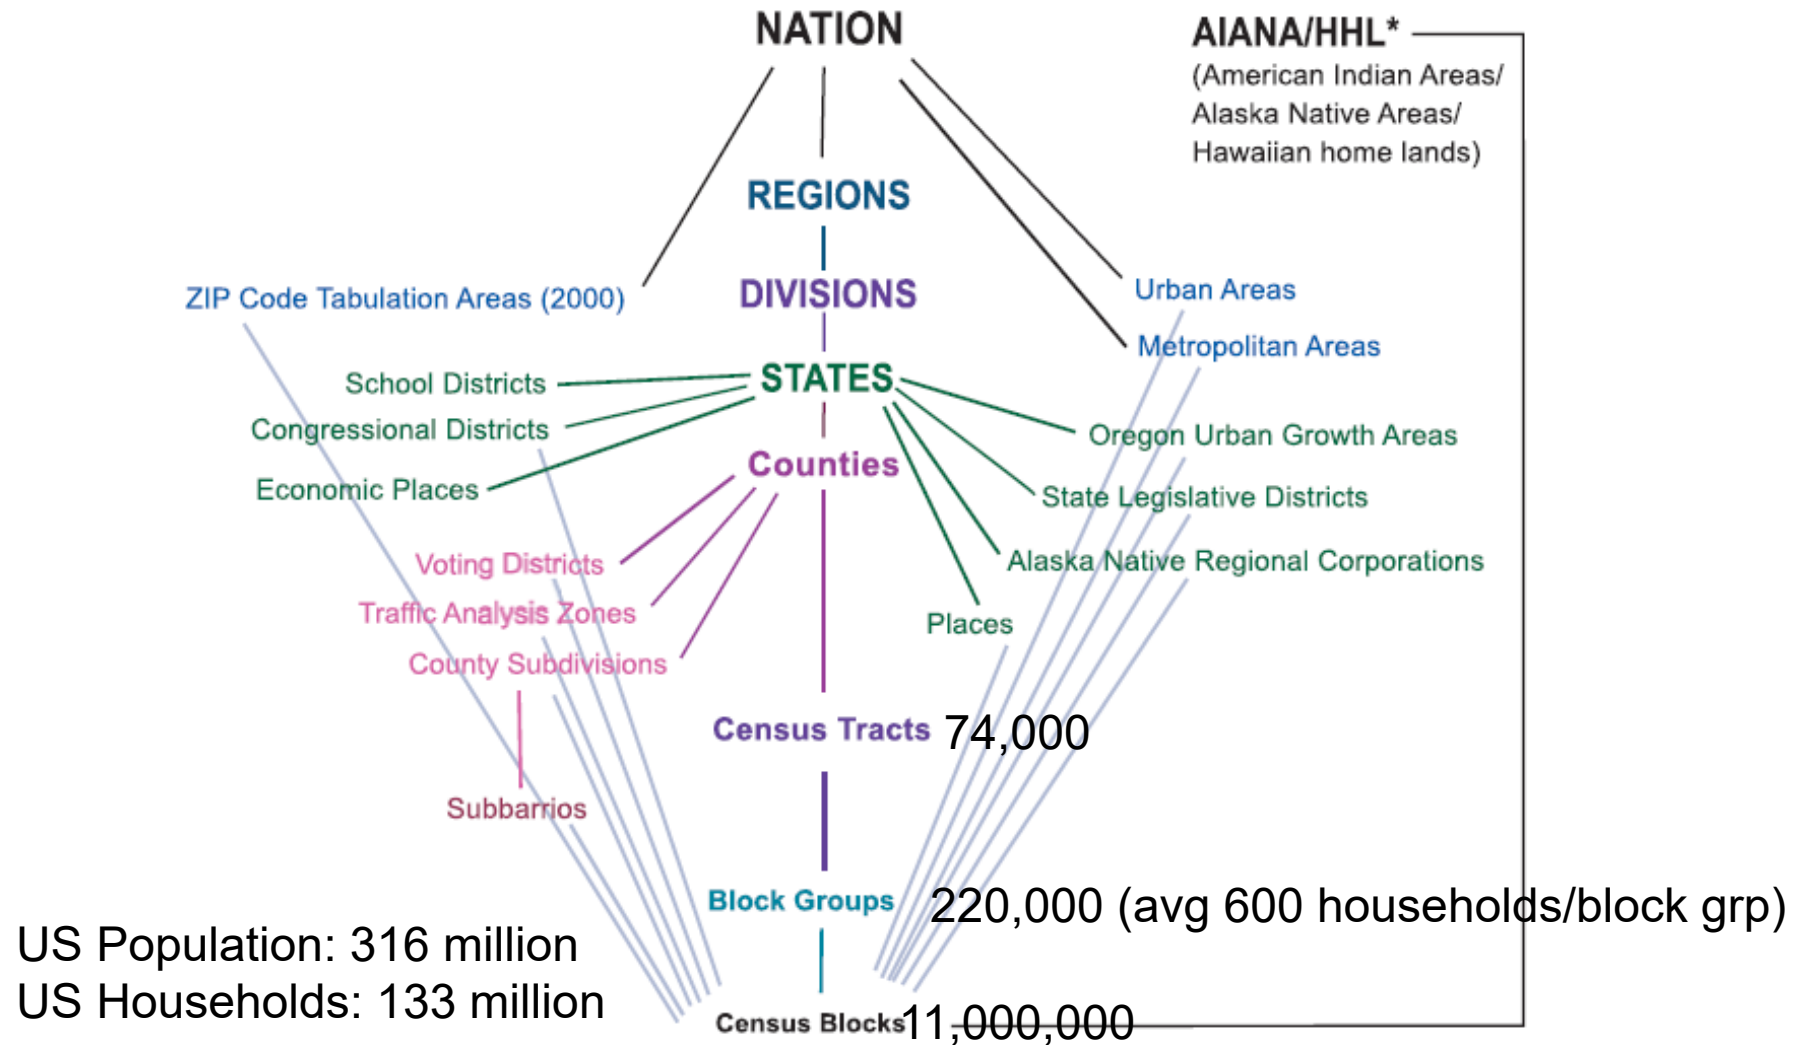 NATION
AIANA/HHL*
(American Indian Areas/
Alaska Native Areas/
Hawaiian home lands)
REGIONS
ZIP Code Tabulation Areas (2000)
DIVISIONS
Urban Areas
Metropolitan Areas
School Districts
STATES
Congressional Districts
Oregon Urban Growth Areas
Counties
Economic Places
State Legislative Districts
Voting Districts
Alaska Native Regional Corporations
Traffic Analysis Zones
Places
County Subdivisions
Census Tracts 74,000
Subbarrios
Block Groups 220,000 (avg 600 households/block grp)
US Population: 316 million
US Households: 133 million
Census Blocks 11,000,000